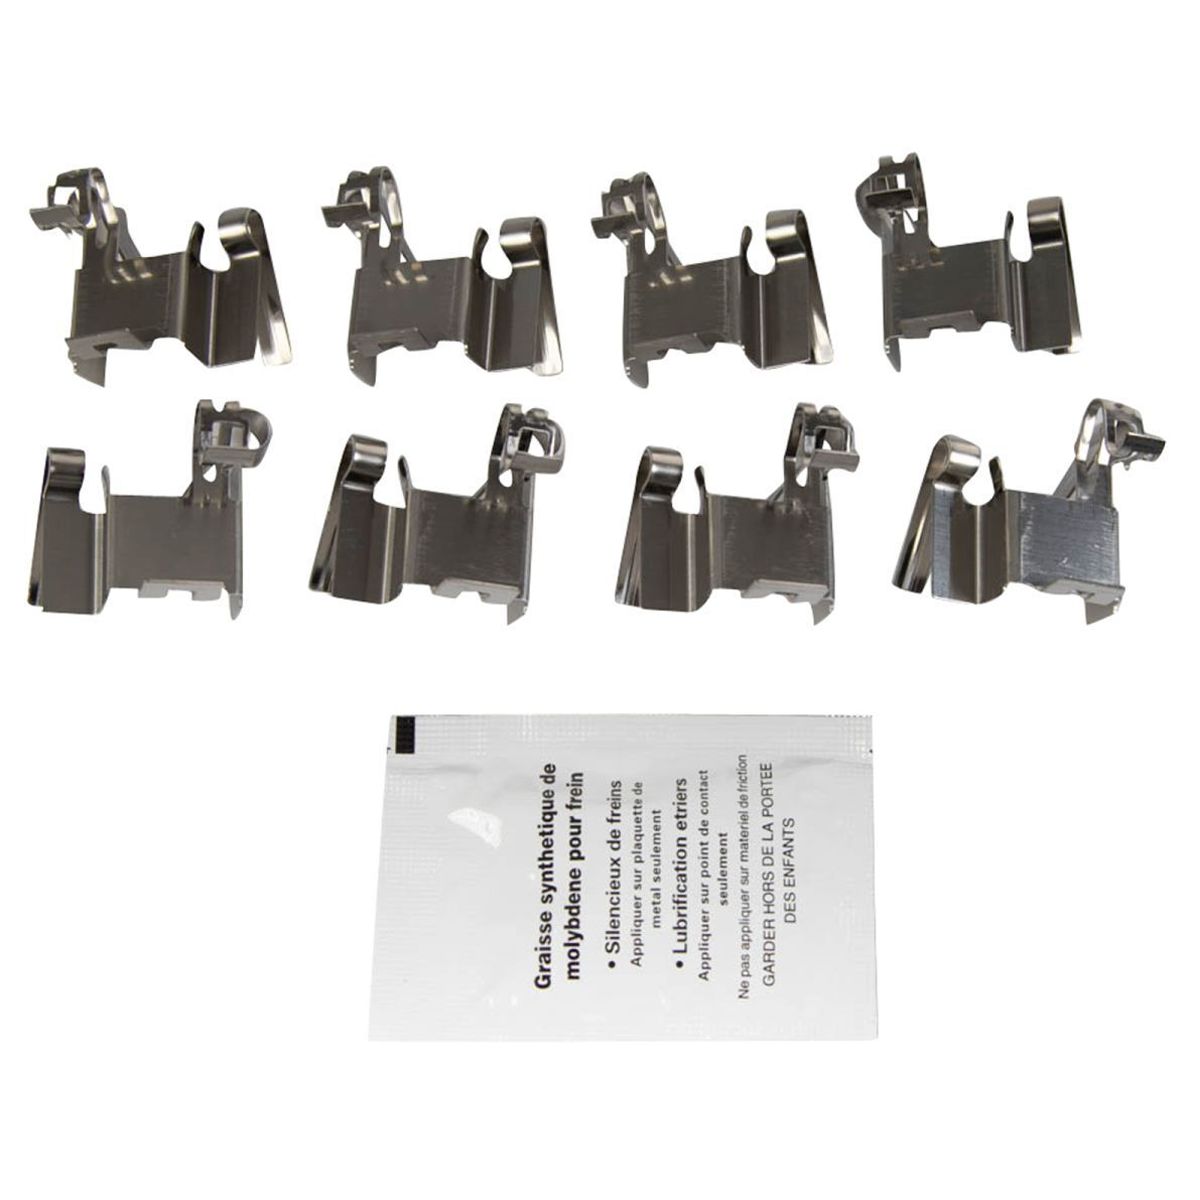 Graisse synthetique de
molybdene pour frein
• Silencieux de freins
Appliquer sur plaquette de
metal seulement
• Lubrification etriers
Appliquer sur point de contact
seulement
Ne pas appliquer sur materiel de friction
GARDER HORS DE LA PORTEE
DES ENFANTS